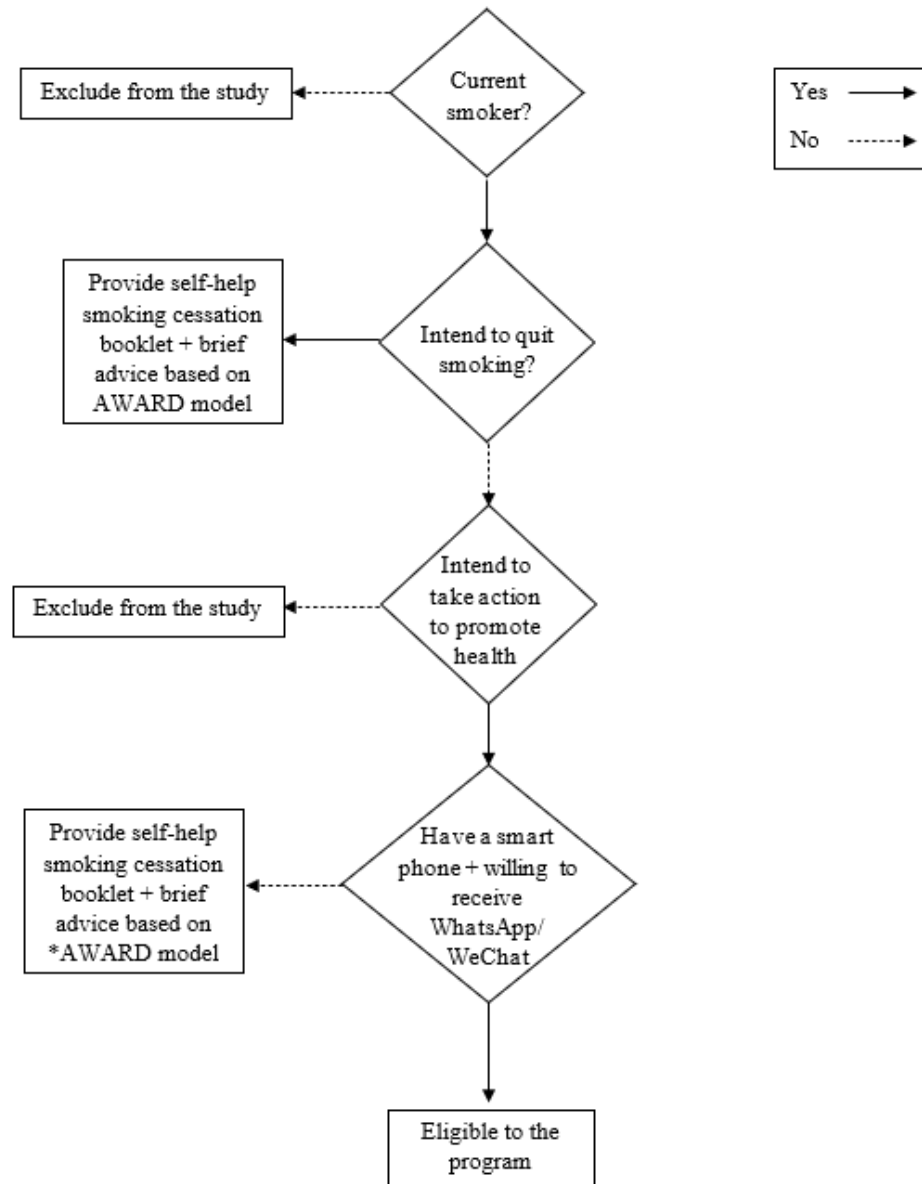 Current
smoker?
Exclude from the study
Yes
No
Provide self-help
smoking cessation
booklet + brief
advice based on
AWARD model
Intend to quit
smoking?
Intend to
take action
to promote
health
Exclude from the study
Provide self-help
smoking cessation
booklet + brief
advice based on
*AWARD model
Have a smart
phone + willing to
receive
WhatsApp/
WeChat
Eligible to the
program